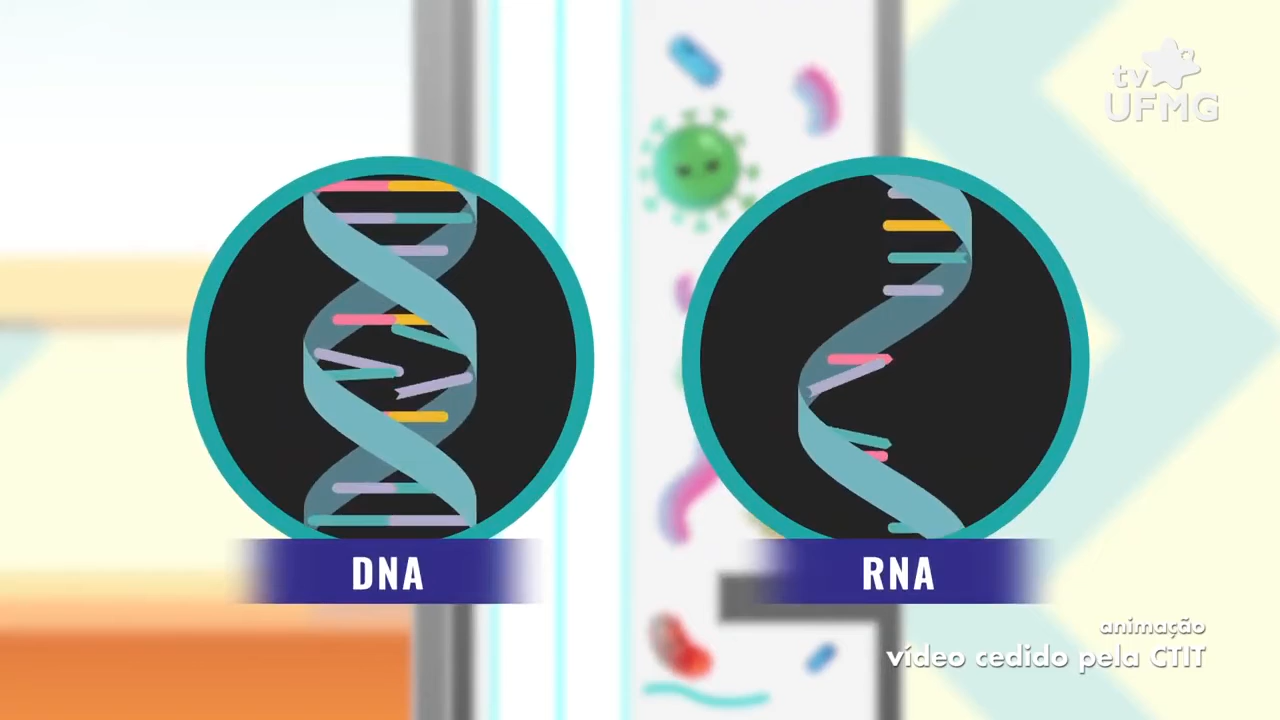 tv
UFMG
DNA
RNA
animação
vídeo cedido pela CTIT